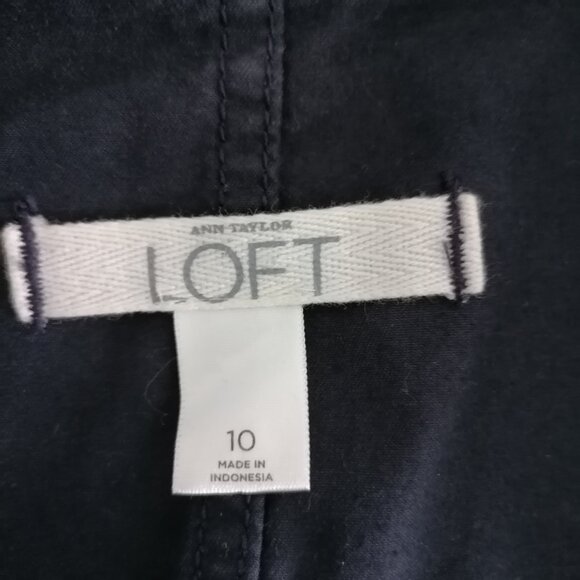 ANN TAYLOR
LOFT
10
MADE IN
INDONESIA